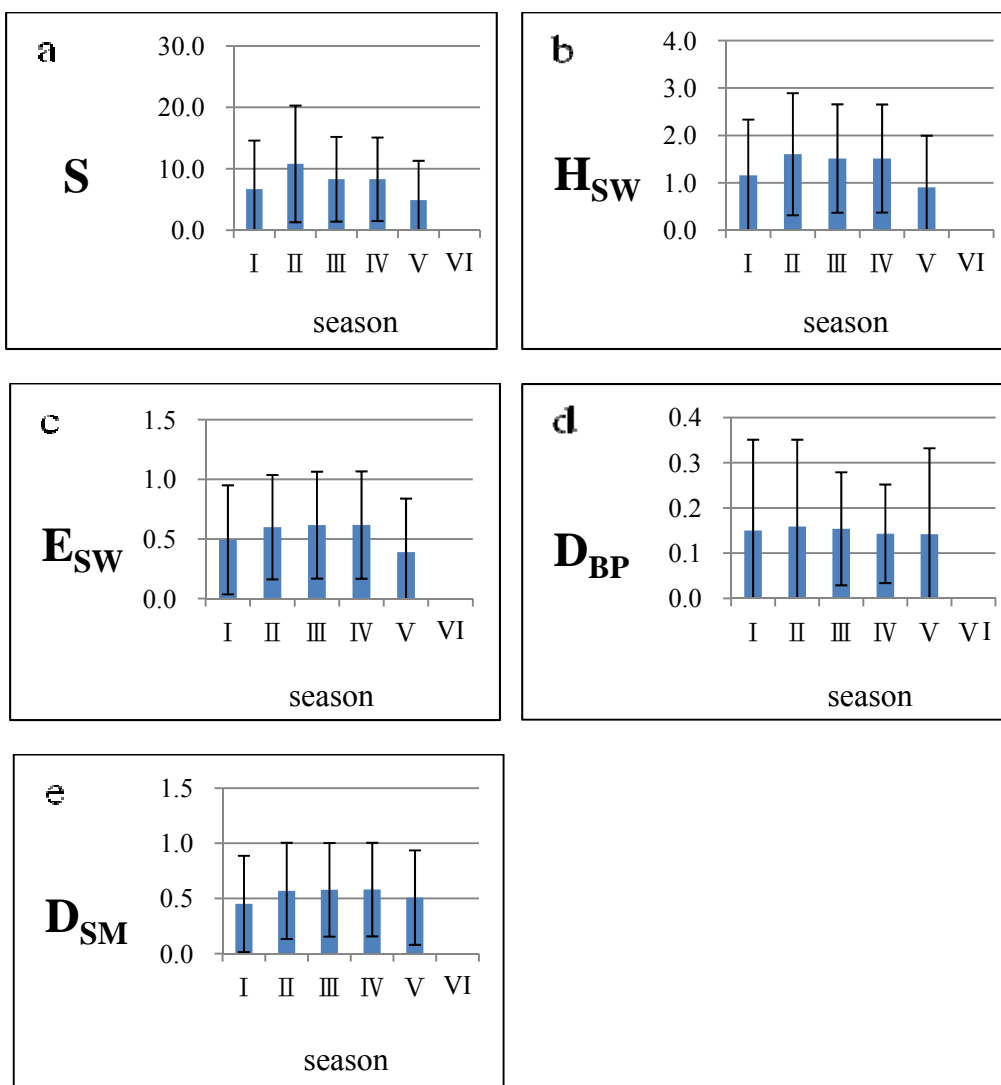 a
S
30.0
20.0
10.0
0.0
Ⅰ Ⅱ Ⅲ Ⅳ Ⅴ Ⅵ
season
b
H_SW
4.0
3.0
2.0
1.0
0.0
Ⅰ Ⅱ Ⅲ Ⅳ Ⅴ Ⅵ
season
c
E_SW
1.5
1.0
0.5
0.0
Ⅰ Ⅱ Ⅲ Ⅳ Ⅴ Ⅵ
season
d
D_BP
0.4
0.3
0.2
0.1
0.0
Ⅰ Ⅱ Ⅲ Ⅳ Ⅴ Ⅵ
season
e
D_SM
1.5
1.0
0.5
0.0
Ⅰ Ⅱ Ⅲ Ⅳ Ⅴ Ⅵ
season